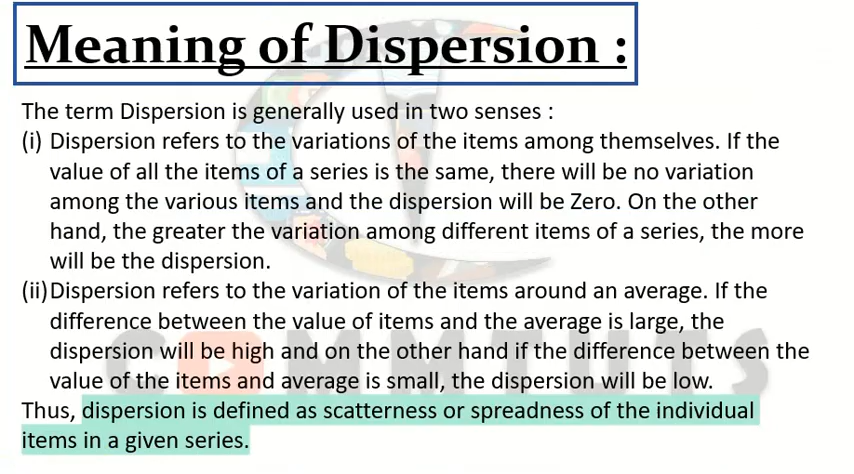 Meaning of Dispersion :
The term Dispersion is generally used in two senses :
(i) Dispersion refers to the variations of the items among themselves. If the
value of all the items of a series is the same, there will be no variation
among the various items and the dispersion will be Zero. On the other
hand, the greater the variation among different items of a series, the more
will be the dispersion.
(ii) Dispersion refers to the variation of the items around an average. If the
difference between the value of items and the average is large, the
dispersion will be high and on the other hand if the difference between the
value of the items and average is small, the dispersion will be low.
Thus, dispersion is defined as scatterness or spreadness of the individual
items in a given series.
COMMTUTS